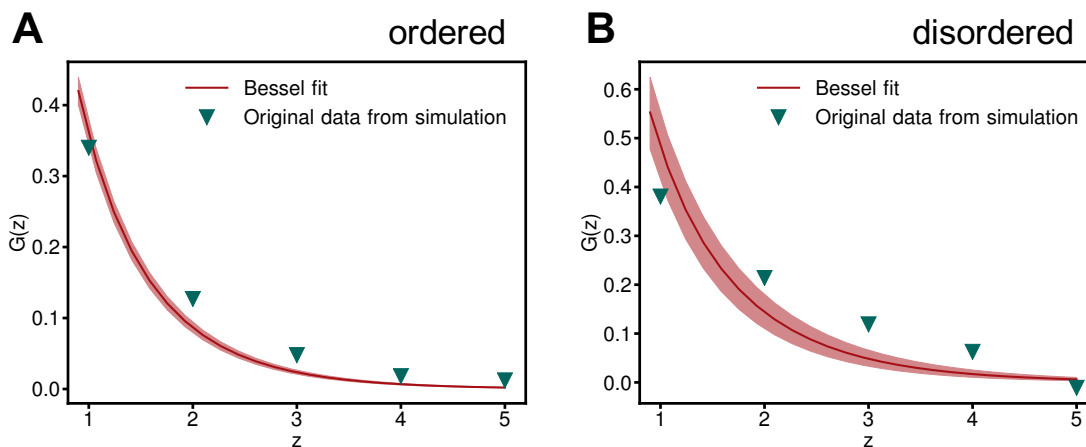 A
ordered
Bessel fit
Original data from simulation
G(z)
0.4
0.3
0.2
0.1
0.0
1 2 3 4 5
z
B
disordered
Bessel fit
Original data from simulation
G(z)
0.6
0.5
0.4
0.3
0.2
0.1
0.0
1 2 3 4 5
z